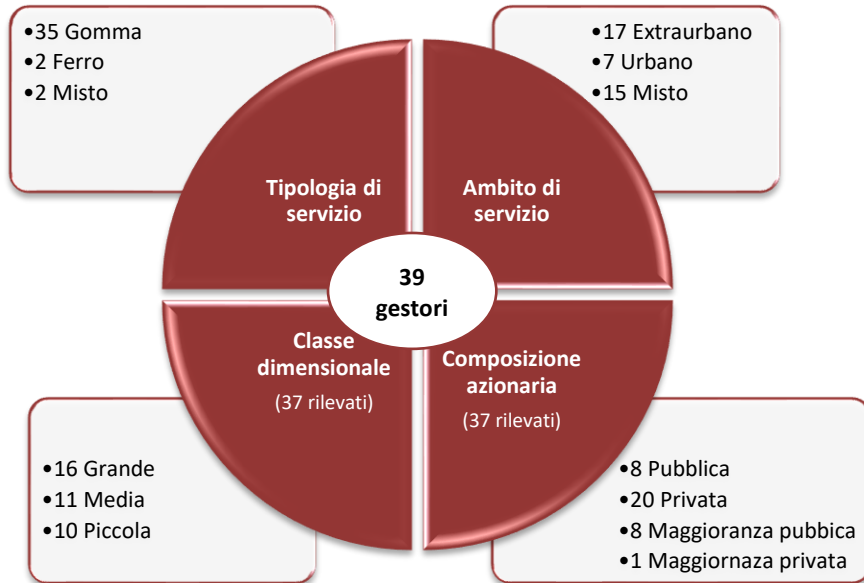 •35 Gomma
•2 Ferro
•2 Misto
•17 Extraurbano
•7 Urbano
•15 Misto
Tipologia di
servizio
Ambito di
servizio
39
gestori
Classe
dimensionale
(37 rilevati)
Composizione
azionaria
(37 rilevati)
•16 Grande
•11 Media
•10 Piccola
•8 Pubblica
•20 Privata
•8 Maggioranza pubbica
•1 Maggiornaza privata